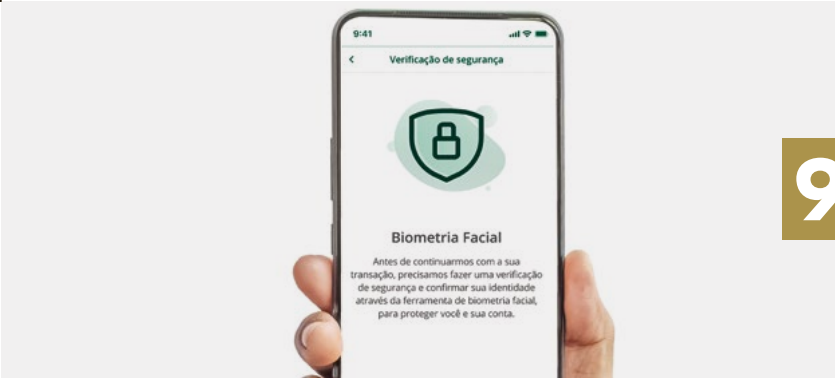 9:41
Verificação de segurança
Biometria Facial
Antes de continuarmos com a sua
transação, precisamos fazer uma verificação
de segurança e confirmar sua identidade
através da ferramenta de biometria facial,
para proteger você e sua conta.
9